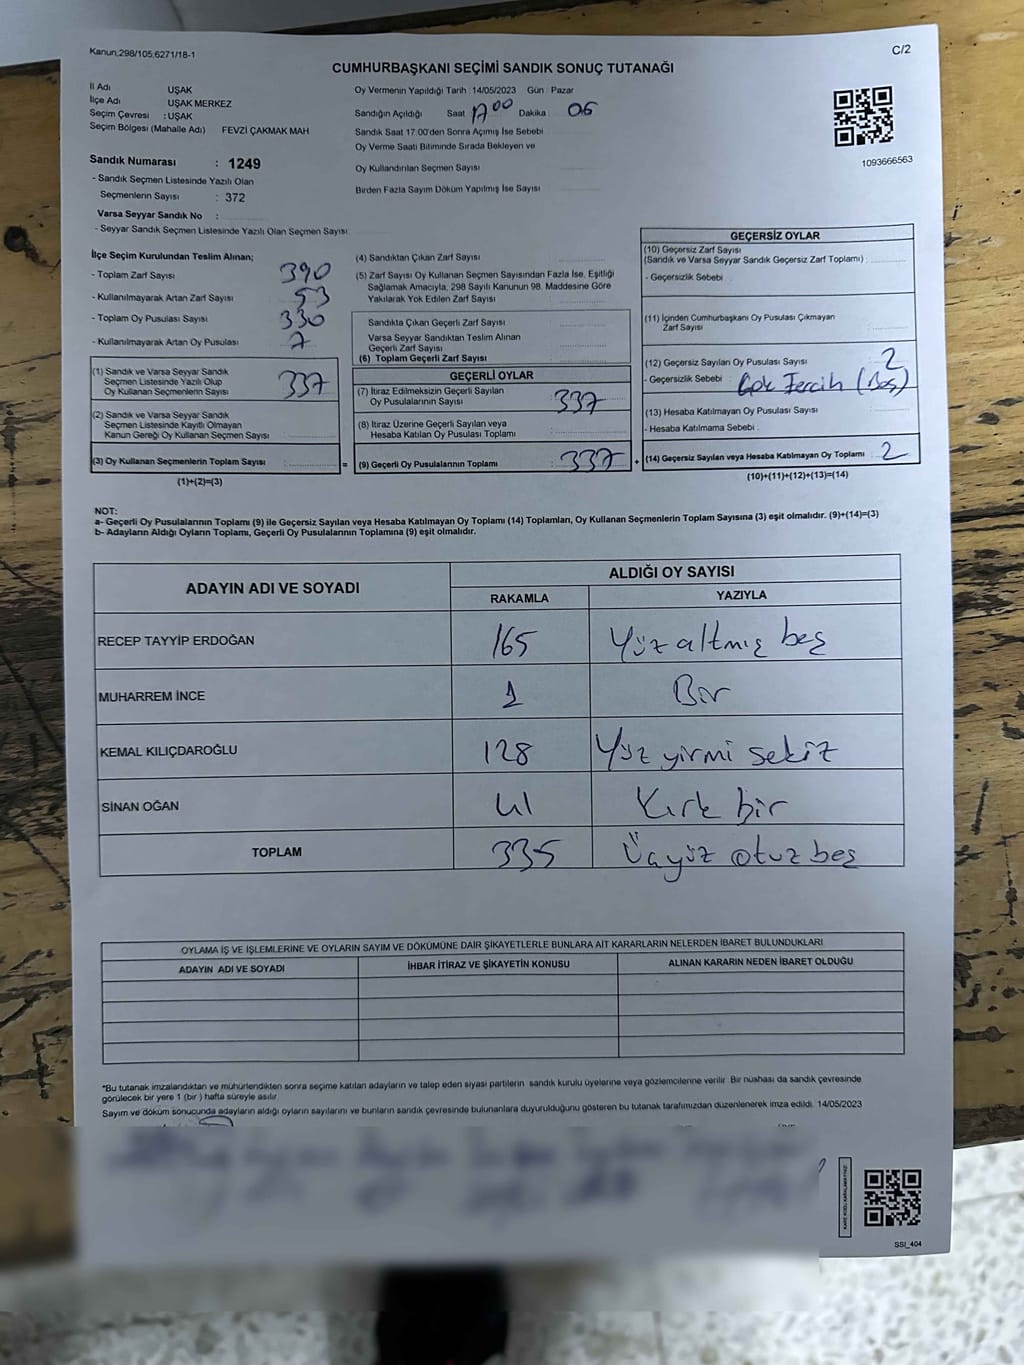 Kanun:298/105;6271/18-1
C/2
CUMHURBAŞKANI SEÇİMİ SANDIK SONUÇ TUTANAĞI
İl Adı UŞAK
İlçe Adı UŞAK MERKEZ
Seçim Çevresi : UŞAK
Seçim Bölgesi (Mahalle Adı) FEVZİ ÇAKMAK MAH
Sandık Numarası : 1249
- Sandık Seçmen Listesinde Yazılı Olan
Seçmenlerin Sayısı : 372
Varsa Seyyar Sandık No :
- Seyyar Sandık Seçmen Listesinde Yazılı Olan Seçmen Sayısı
Oy Vermenin Yapıldığı Tarih : 14/05/2023 Gün : Pazar
Sandığın Açıldığı Saat 17 00 Dakika : 06
Sandık Saat 17:00'den Sonra Açımış İse Sebebi
Oy Verme Saati Bitiminde Sırada Bekleyen ve
Oy Kullandırılan Seçmen Sayısı
Birden Fazla Sayım Döküm Yapılmış İse Sayısı
1093666563
İlçe Seçim Kurulundan Teslim Alınan;
- Toplam Zarf Sayısı 390
- Kullanılmayarak Artan Zarf Sayısı 53
- Toplam Oy Pusulası Sayısı 330
- Kullanılmayarak Artan Oy Pusulası 7
(1) Sandık ve Varsa Seyyar Sandık
Seçmen Listesinde Yazılı Olup
Oy Kullanan Seçmenlerin Sayısı 337
(2) Sandık ve Varsa Seyyar Sandık
Seçmen Listesinde Kayıtlı Olmayan
Kanun Gereği Oy Kullanan Seçmen Sayısı
(3) Oy Kullanan Seçmenlerin Toplam Sayısı :
=
(1)+(2)=(3)
(4) Sandıktan Çıkan Zarf Sayısı
(5) Zarf Sayısı Oy Kullanan Seçmen Sayısından Fazla İse, Eşitliği
Sağlamak Amacıyla, 298 Sayılı Kanunun 98. Maddesine Göre
Yakılarak Yok Edilen Zarf Sayısı
Sandıkta Çıkan Geçerli Zarf Sayısı
Varsa Seyyar Sandıktan Teslim Alınan
Geçerli Zarf Sayısı
(6) Toplam Geçerli Zarf Sayısı
GEÇERLİ OYLAR
(7) İtiraz Edilmeksizin Geçerli Sayılan
Oy Pusulalarının Sayısı 337
(8) İtiraz Üzerine Geçerli Sayılan veya
Hesaba Katılan Oy Pusulası Toplamı
(9) Geçerli Oy Pusulalarının Toplamı : 337
+
GEÇERSİZ OYLAR
(10) Geçersiz Zarf Sayısı
(Sandık ve Varsa Seyyar Sandık Geçersiz Zarf Toplamı) :
- Geçersizlik Sebebi
(11) İçinden Cumhurbaşkanı Oy Pusulası Çıkmayan
Zarf Sayısı
(12) Geçersiz Sayılan Oy Pusulası Sayısı 2
- Geçersizlik Sebebi : Çok Tercih (Boş)
(13) Hesaba Katılmayan Oy Pusulası Sayısı
- Hesaba Katılmama Sebebi :
(14) Geçersiz Sayılan veya Hesaba Katılmayan Oy Toplamı 2
(10)+(11)+(12)+(13)=(14)
NOT:
a- Geçerli Oy Pusulalarının Toplamı (9) ile Geçersiz Sayılan veya Hesaba Katılmayan Oy Toplamı (14) Toplamları, Oy Kullanan Seçmenlerin Toplam Sayısına (3) eşit olmalıdır. (9)+(14)=(3)
b- Adayların Aldığı Oyların Toplamı, Geçerli Oy Pusulalarının Toplamına (9) eşit olmalıdır.
ADAYIN ADI VE SOYADI
ALDIĞI OY SAYISI
RAKAMLA YAZIYLA
RECEP TAYYİP ERDOĞAN 165 Yüz altmış beş
MUHARREM İNCE 1 Bir
KEMAL KILIÇDAROĞLU 128 Yüz yirmi sekiz
SİNAN OĞAN 41 Kırk bir
TOPLAM 335 Üçyüz otuz beş
OYLAMA İŞ VE İŞLEMLERİNE VE OYLARIN SAYIM VE DÖKÜMÜNE DAİR ŞİKAYETLERLE BUNLARA AİT KARARLARIN NELERDEN İBARET BULUNDUKLARI
ADAYIN ADI VE SOYADI İHBAR İTİRAZ VE ŞİKAYETİN KONUSU ALINAN KARARIN NEDEN İBARET OLDUĞU
*Bu tutanak imzalandıktan ve mühürlendikten sonra seçime katılan adayların ve talep eden siyasi partilerin sandık kurulu üyelerine veya gözlemcilerine verilir. Bir nüshası da sandık çevresinde
görülecek bir yere 1 (bir) hafta süreyle asılır.
Sayım ve döküm sonucunda adayların aldığı oyların sayılarını ve bunların sandık çevresinde bulunanlara duyurulduğunu gösteren bu tutanak tarafımızdan düzenlenerek imza edildi. 14/05/2023
SSI_404